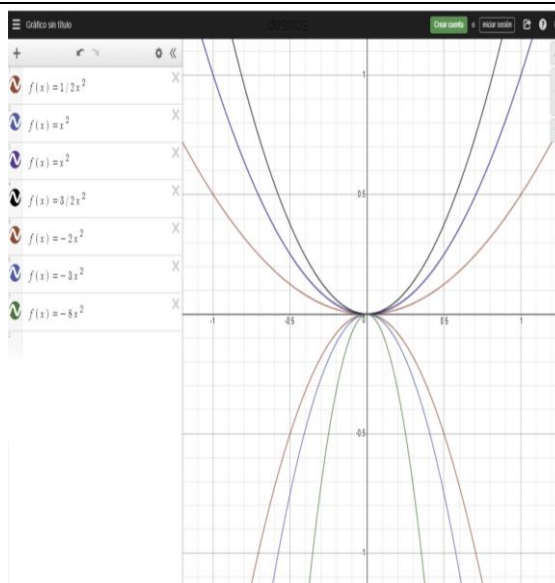 Gráfico sin título
desmos
Crear cuenta o iniciar sesión
f(x)=1/2x²
f(x)=x²
f(x)=x²
f(x)=3/2x²
f(x)=-2x²
f(x)=-3x²
f(x)=-8x²
1
0.5
-1
-0.5
0
0.5
1
-0.5
-1